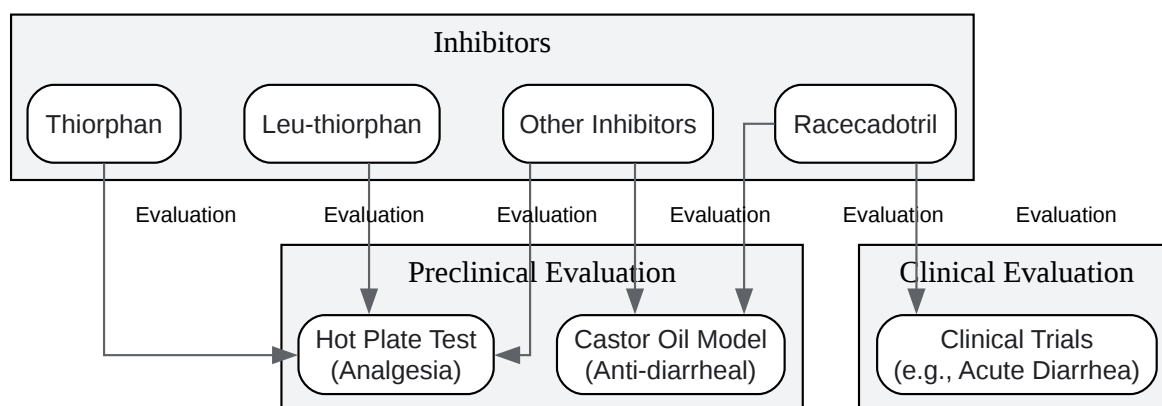 Inhibitors
Thiorphan
Leu-thiorphan
Other Inhibitors
Racecadotril
Evaluation
Evaluation
Evaluation
Evaluation
Evaluation
Evaluation
Preclinical Evaluation
Clinical Evaluation
Hot Plate Test
(Analgesia)
Castor Oil Model
(Anti-diarrheal)
Clinical Trials
(e.g., Acute Diarrhea)